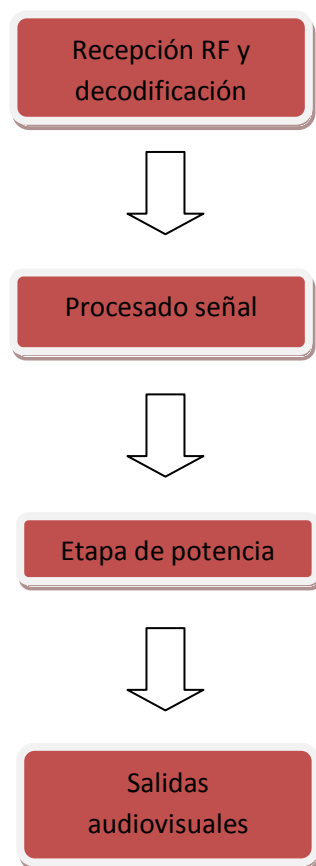 Recepción RF y
decodificación
Procesado señal
Etapa de potencia
Salidas
audiovisuales